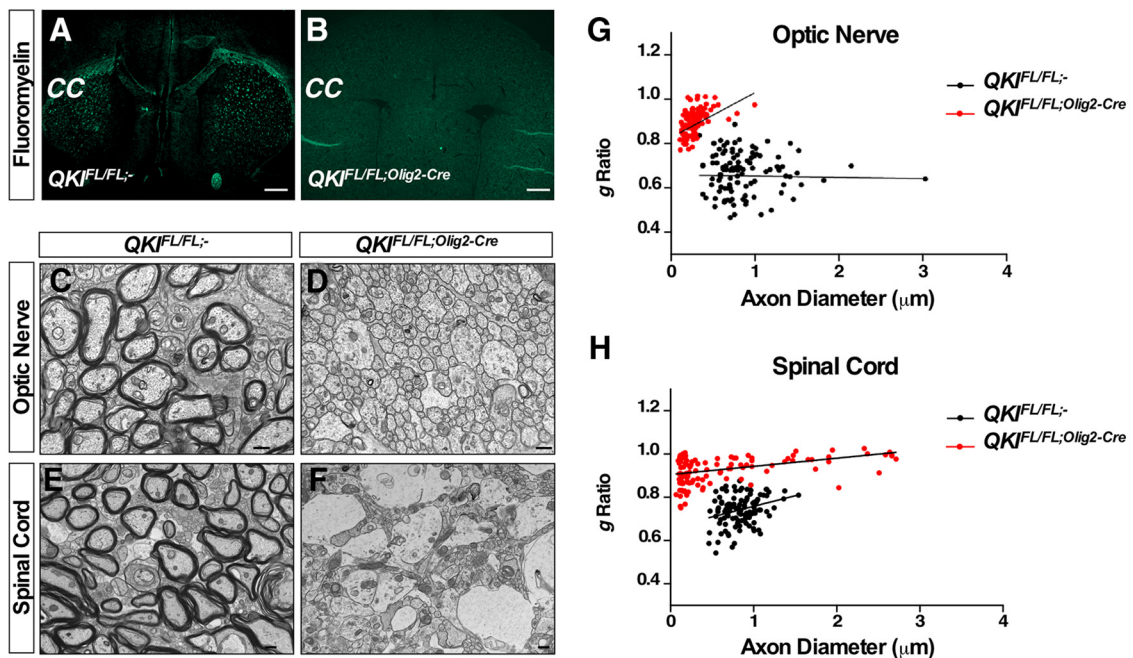 Fluoromyelin
A
CC
QKI^FL/FL;-
B
CC
QKI^FL/FL;Olig2-Cre
QKI^FL/FL;-
QKI^FL/FL;Olig2-Cre
Optic Nerve
C
D
Spinal Cord
E
F
G
Optic Nerve
1.2
1.0
0.8
0.6
0.4
g Ratio
0
1
2
3
4
Axon Diameter (μm)
QKI^FL/FL;-
QKI^FL/FL;Olig2-Cre
H
Spinal Cord
1.2
1.0
0.8
0.6
0.4
g Ratio
0
1
2
3
4
Axon Diameter (μm)
QKI^FL/FL;-
QKI^FL/FL;Olig2-Cre